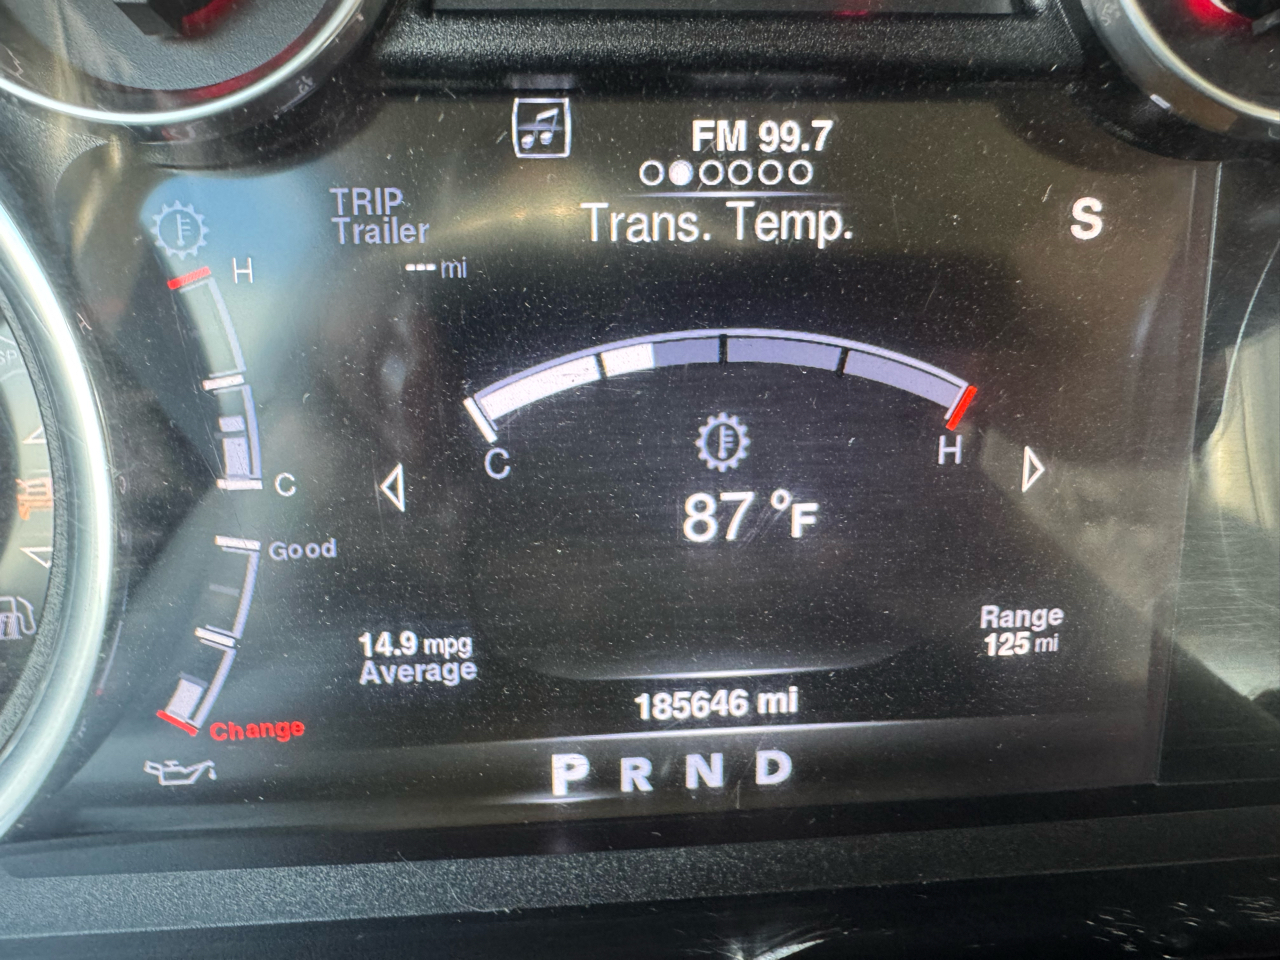 FM 99.7
TRIP
Trailer
--- mi
Trans. Temp.
S
H
C
C
H
87 °F
Good
Change
14.9 mpg
Average
Range
125 mi
185646 mi
P R N D